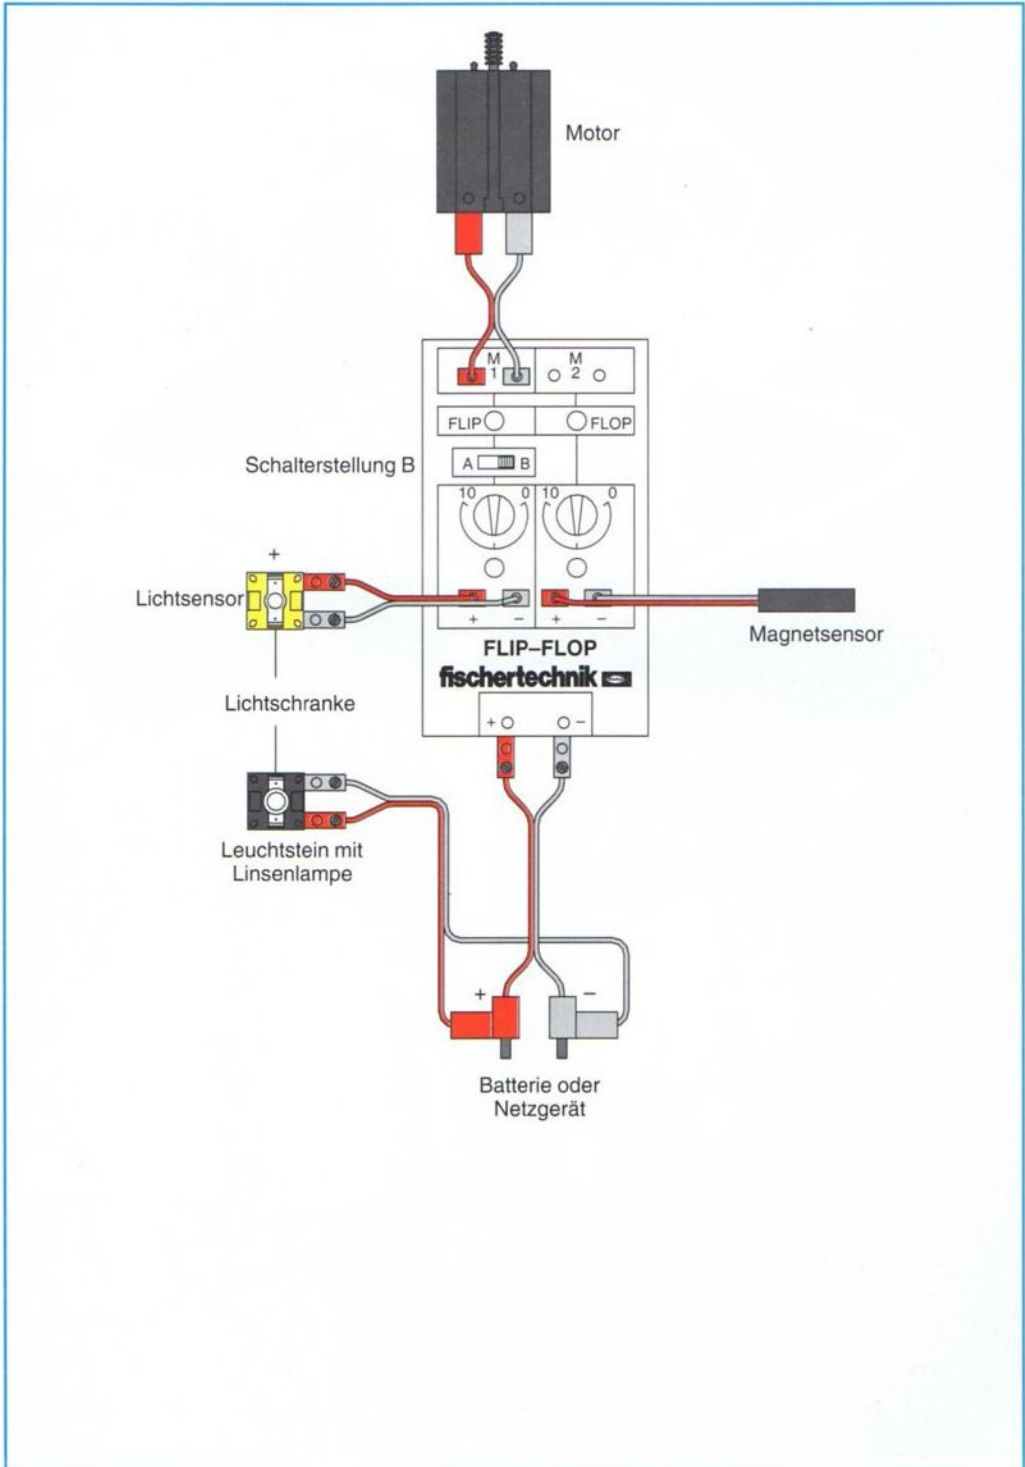 Motor
M 1
M 2
FLIP
FLOP
Schalterstellung B
A
B
10
0
10
0
+
Lichtsensor
+
−
+
−
Magnetsensor
FLIP–FLOP
fischertechnik
Lichtschranke
+
−
Leuchtstein mit
Linsenlampe
+
−
Batterie oder
Netzgerät